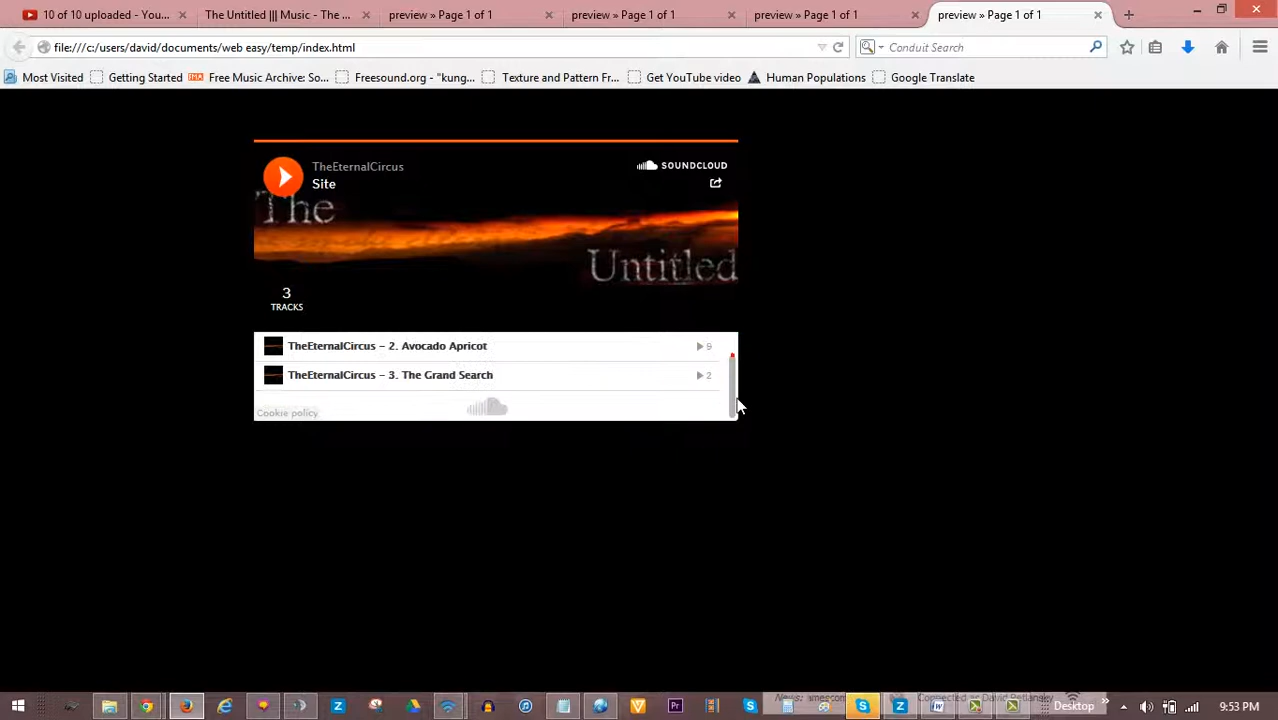 10 of 10 uploaded - You... The Untitled ||| Music - The ... preview » Page 1 of 1 preview » Page 1 of 1 preview » Page 1 of 1 preview » Page 1 of 1
file:///c:/users/david/documents/web easy/temp/index.html Conduit Search
Most Visited Getting Started Free Music Archive: So... Freesound.org - "kung... Texture and Pattern Fr... Get YouTube video Human Populations Google Translate
TheEternalCircus SOUNDCLOUD
Site
The
Untitled
3
TRACKS
TheEternalCircus – 2. Avocado Apricot 9
TheEternalCircus – 3. The Grand Search 2
Cookie policy
Connected as David
Desktop 9:53 PM